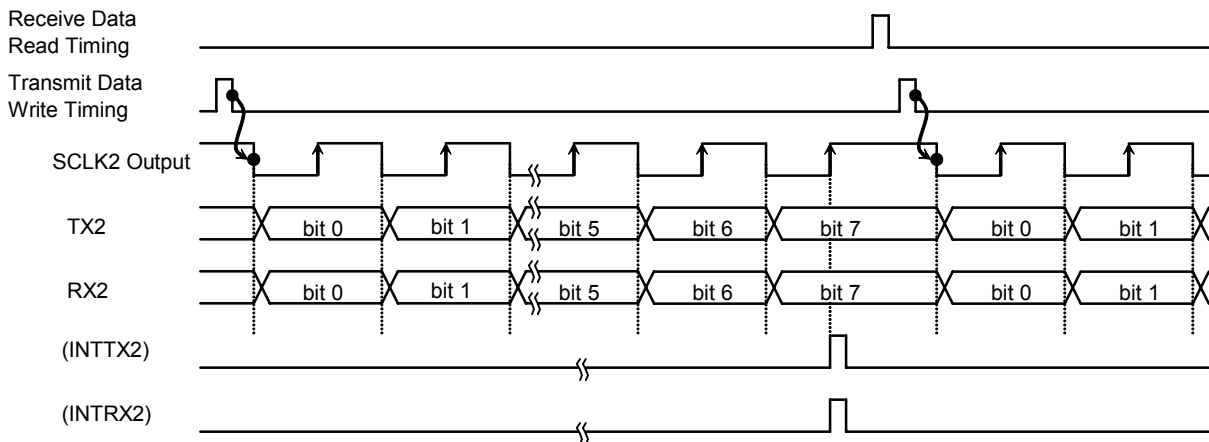 Receive Data
Read Timing
Transmit Data
Write Timing
SCLK2 Output
TX2
bit 0 bit 1 bit 5 bit 6 bit 7 bit 0 bit 1
RX2
bit 0 bit 1 bit 5 bit 6 bit 7 bit 0 bit 1
(INTTX2)
(INTRX2)